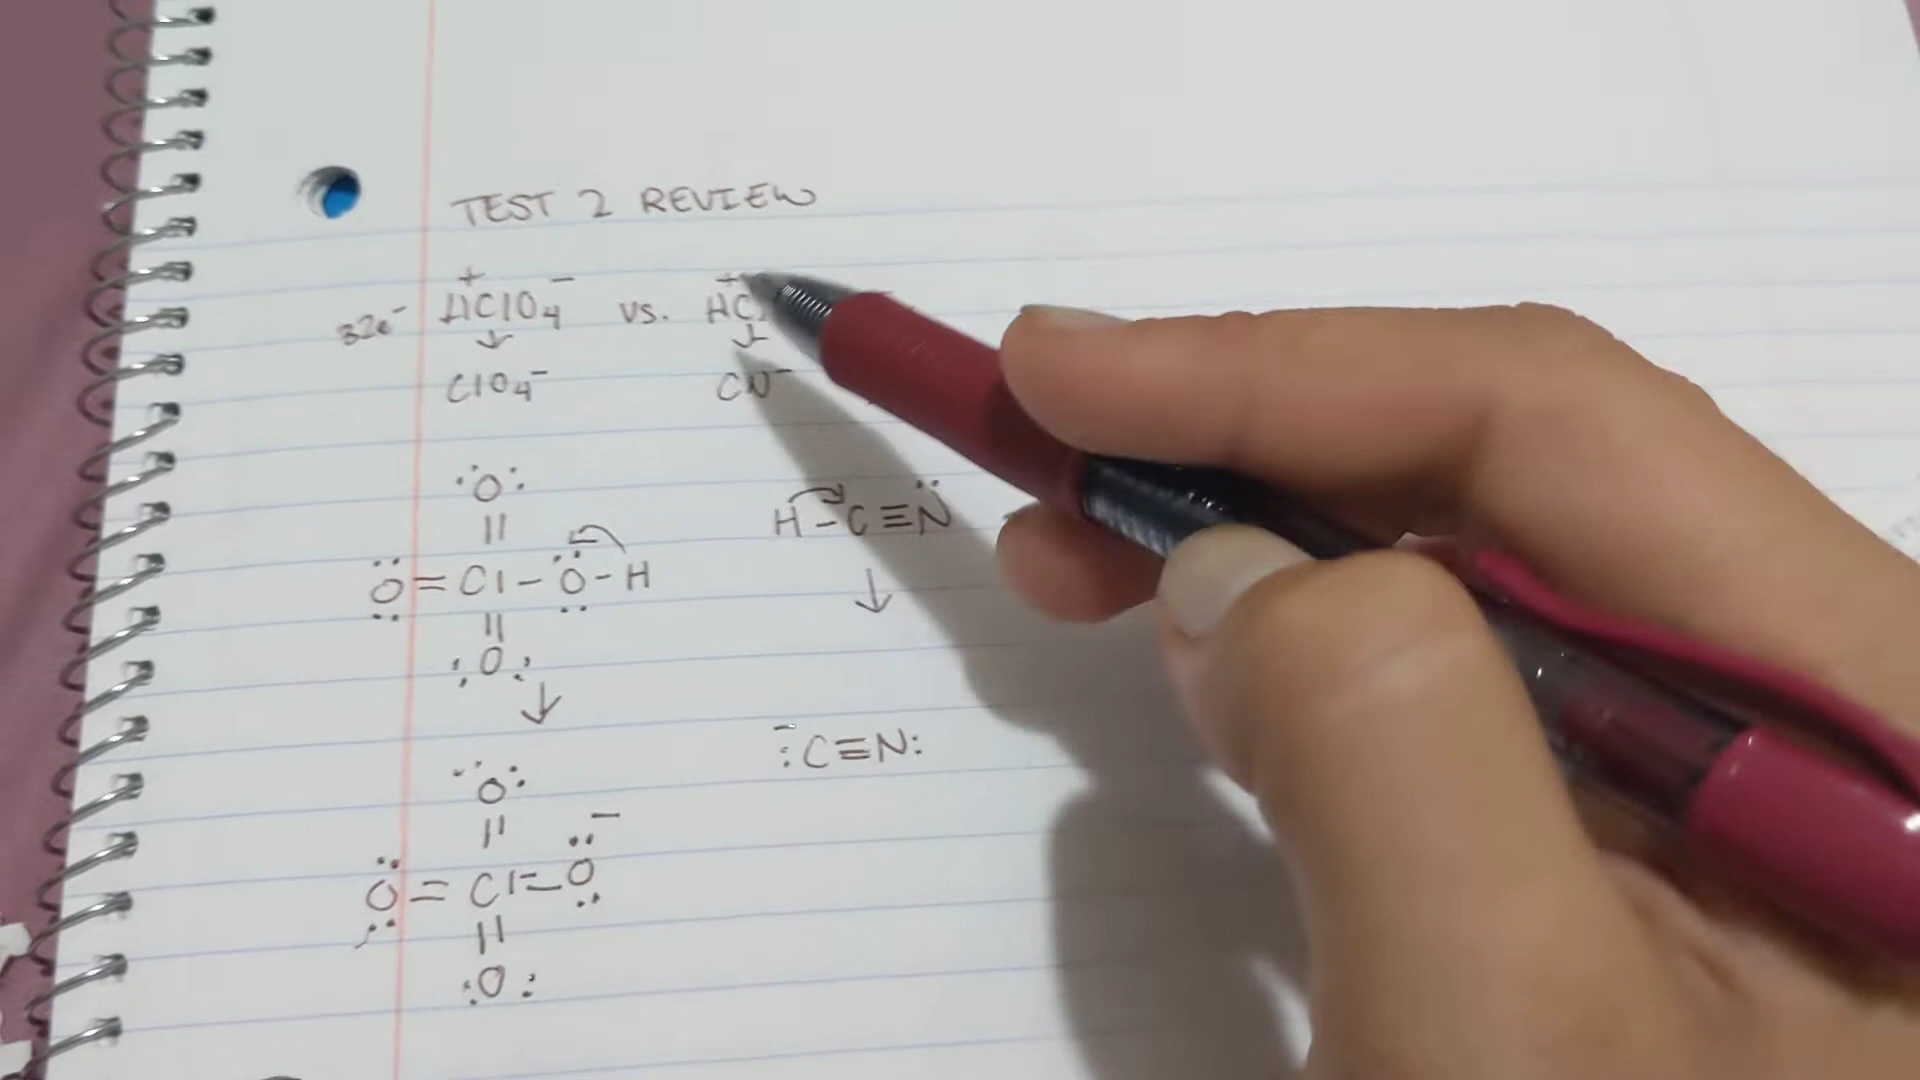 TEST 2 REVIEW
+ − +
32e⁻ HClO₄ vs. HC
↓ ↓
ClO₄⁻ CN⁻
:O:
||
O=Cl-O-H
||
:O:
↓
H-C≡N
↓
:C≡N:
−
:O:
||
O=Cl-O
−
||
:O: